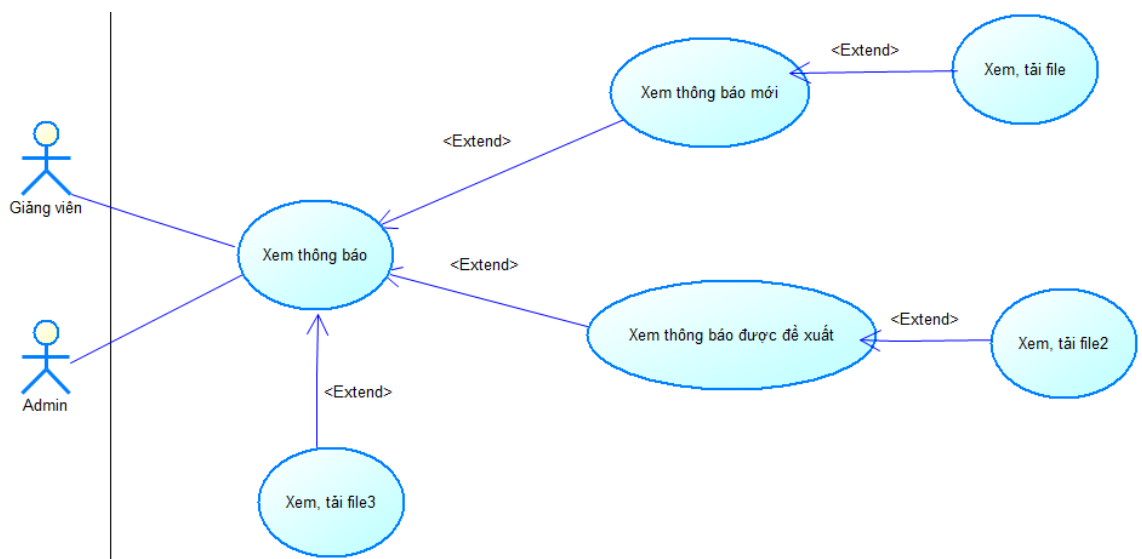 <Extend>
Xem, tải file
Xem thông báo mới
<Extend>
Giảng viên
Xem thông báo
<Extend>
<Extend>
Xem thông báo được đề xuất
Xem, tải file2
Admin
<Extend>
Xem, tải file3